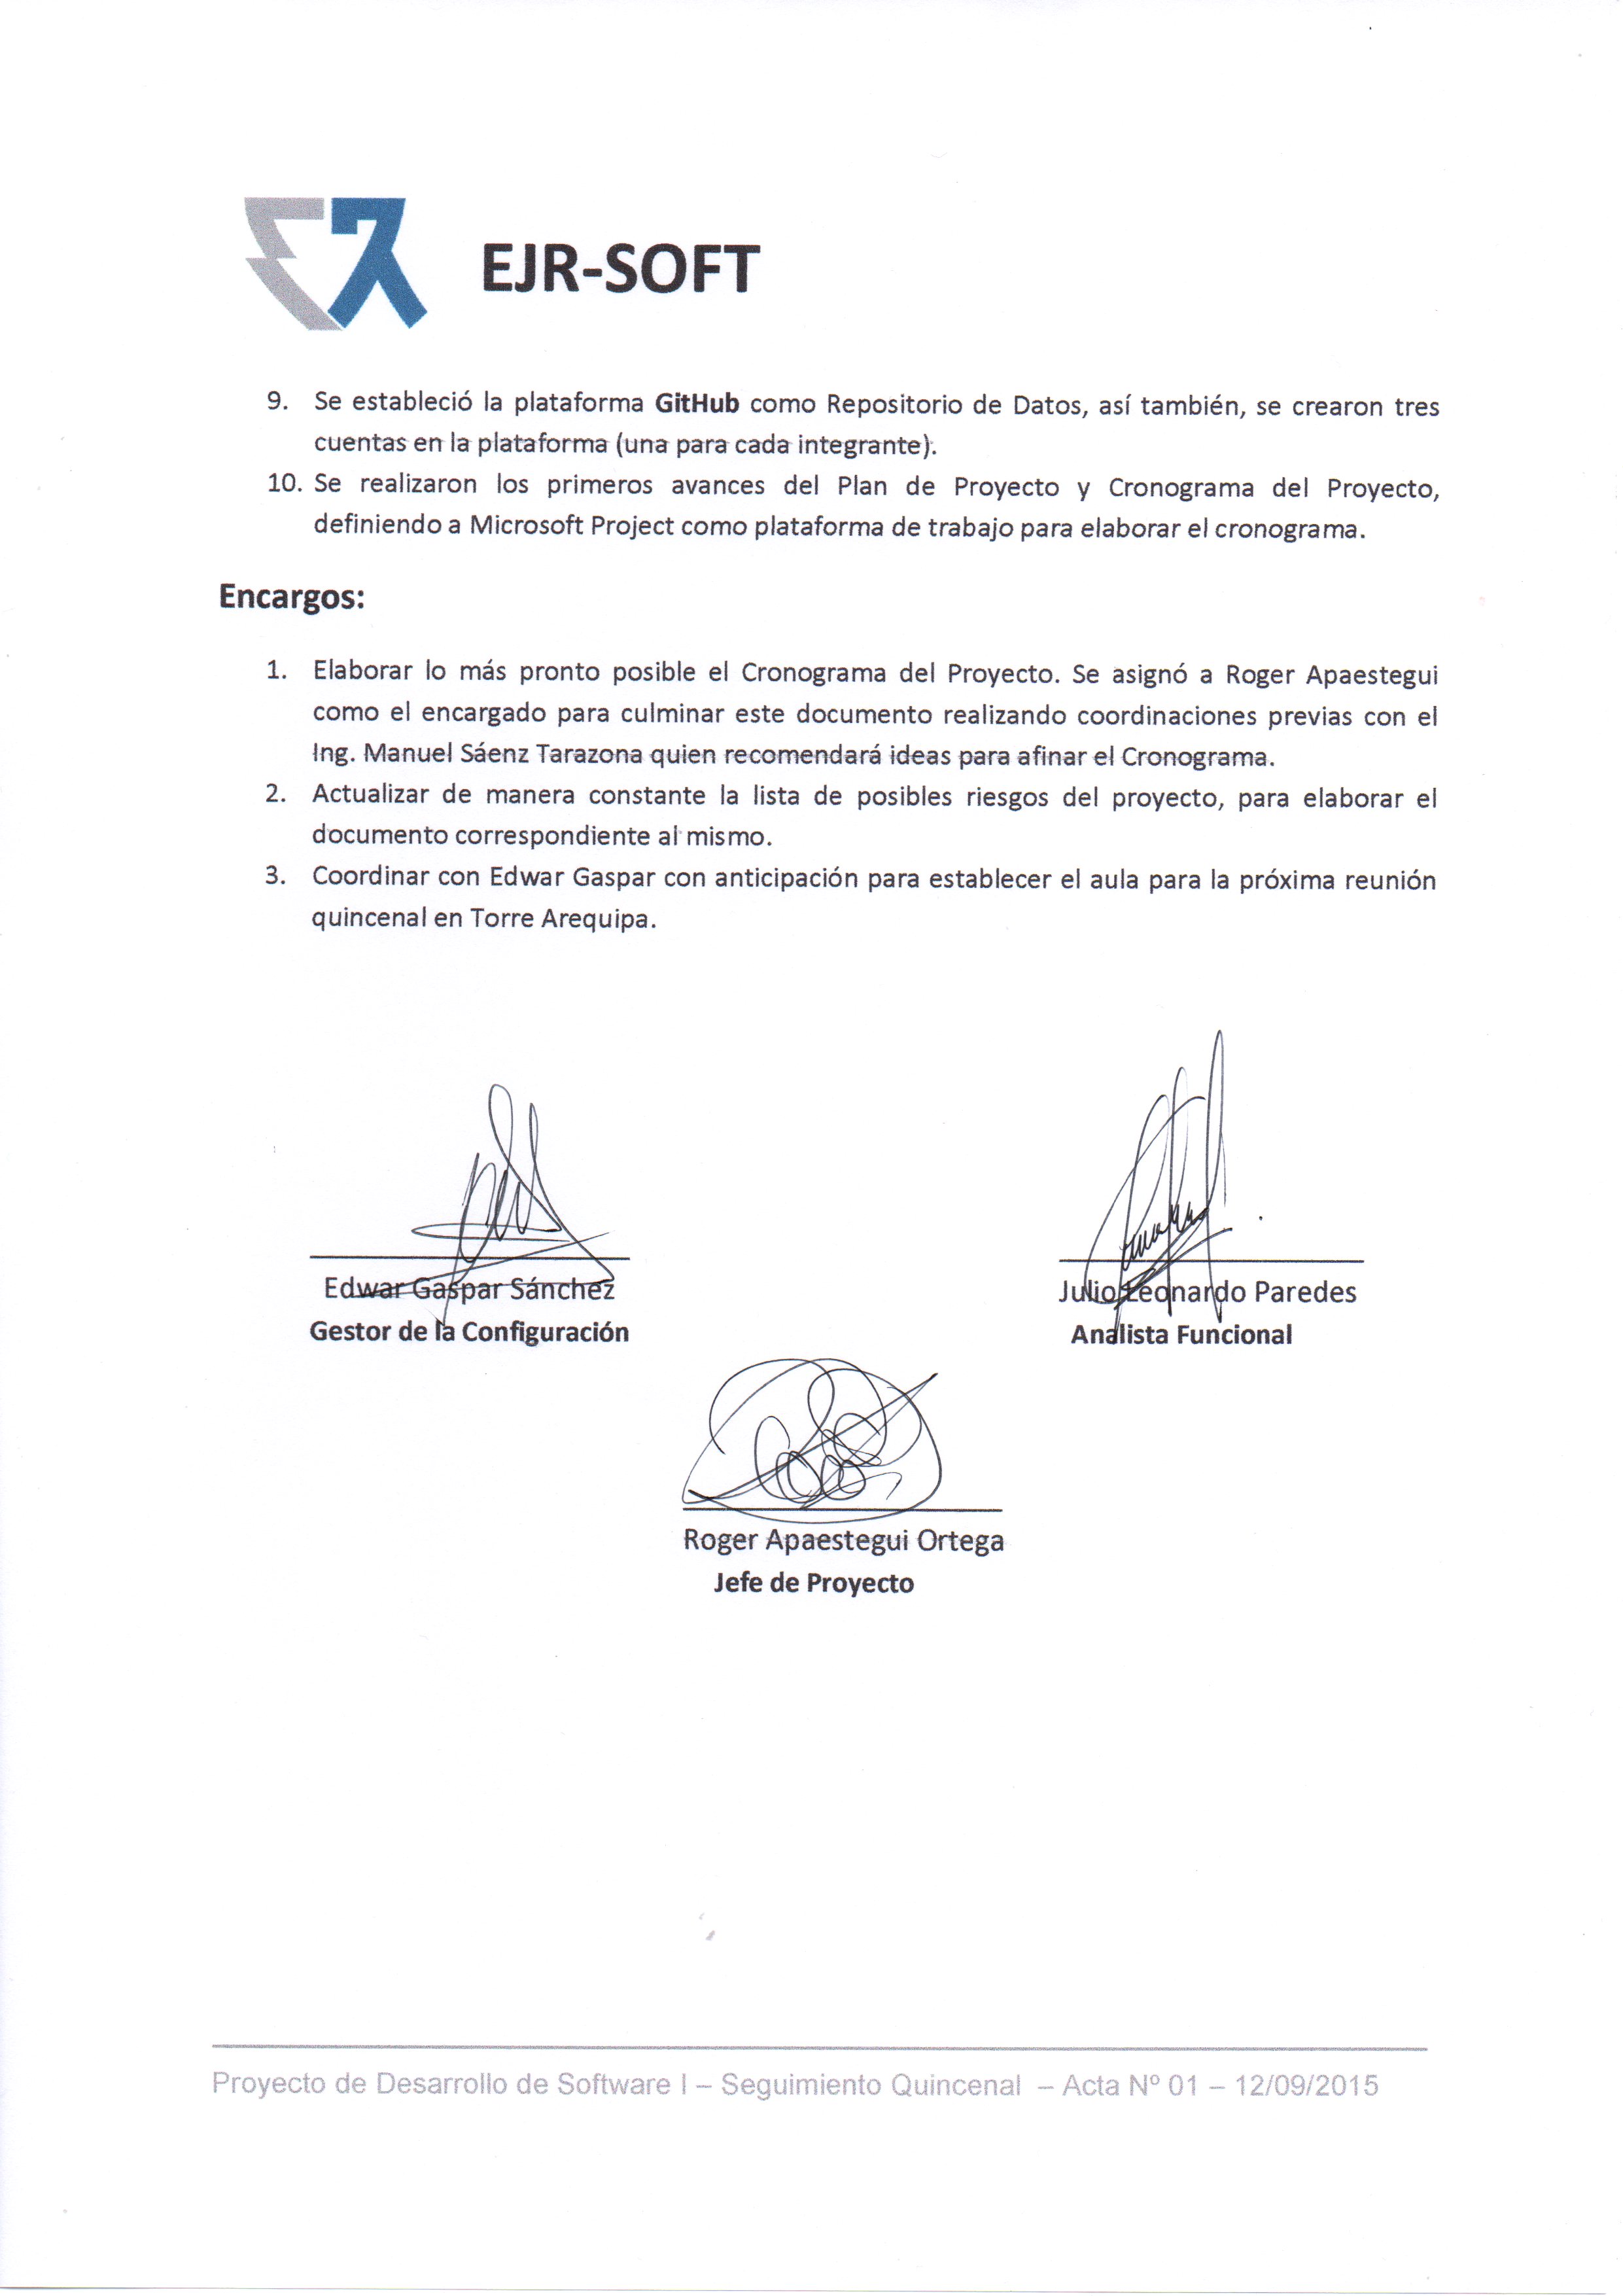 EJR-SOFT
9. Se estableció la plataforma GitHub como Repositorio de Datos, así también, se crearon tres
cuentas en la plataforma (una para cada integrante).
10. Se realizaron los primeros avances del Plan de Proyecto y Cronograma del Proyecto,
definiendo a Microsoft Project como plataforma de trabajo para elaborar el cronograma.
Encargos:
1. Elaborar lo más pronto posible el Cronograma del Proyecto. Se asignó a Roger Apaestegui
como el encargado para culminar este documento realizando coordinaciones previas con el
Ing. Manuel Sáenz Tarazona quien recomendará ideas para afinar el Cronograma.
2. Actualizar de manera constante la lista de posibles riesgos del proyecto, para elaborar el
documento correspondiente al mismo.
3. Coordinar con Edwar Gaspar con anticipación para establecer el aula para la próxima reunión
quincenal en Torre Arequipa.
Edwar Gaspar Sánchez
Gestor de la Configuración
Julio Leonardo Paredes
Analista Funcional
Roger Apaestegui Ortega
Jefe de Proyecto
Proyecto de Desarrollo de Software I – Seguimiento Quincenal – Acta Nº 01 – 12/09/2015